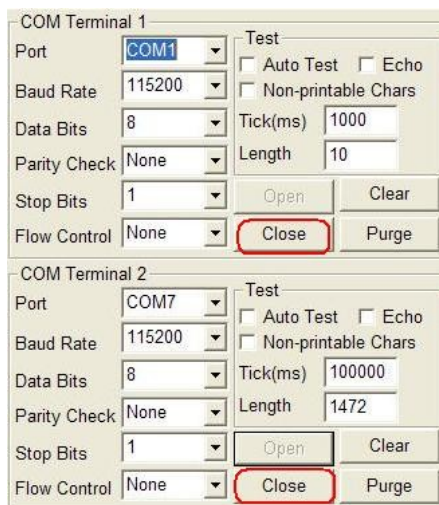 COM Terminal 1
Port COM1
Baud Rate 115200
Data Bits 8
Parity Check None
Stop Bits 1
Flow Control None
Test
Auto Test Echo
Non-printable Chars
Tick(ms) 1000
Length 10
Open Clear
Close Purge
COM Terminal 2
Port COM7
Baud Rate 115200
Data Bits 8
Parity Check None
Stop Bits 1
Flow Control None
Test
Auto Test Echo
Non-printable Chars
Tick(ms) 100000
Length 1472
Open Clear
Close Purge